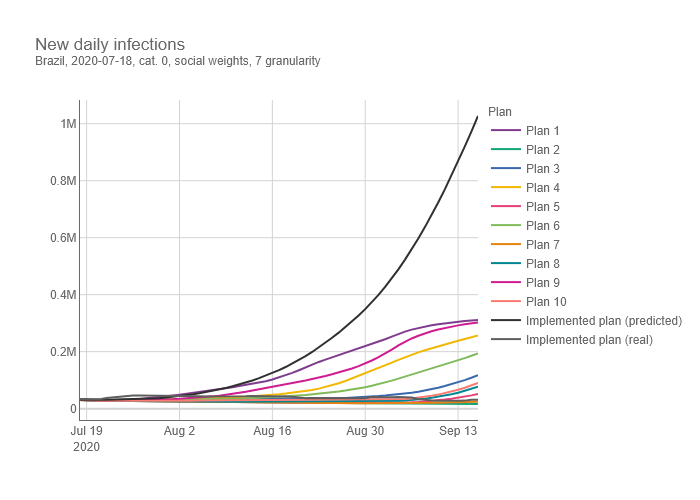 New daily infections
Brazil, 2020-07-18, cat. 0, social weights, 7 granularity
Plan
Plan 1
Plan 2
Plan 3
Plan 4
Plan 5
Plan 6
Plan 7
Plan 8
Plan 9
Plan 10
Implemented plan (predicted)
Implemented plan (real)
1M
0.8M
0.6M
0.4M
0.2M
0
Jul 19 Aug 2 Aug 16 Aug 30 Sep 13
2020